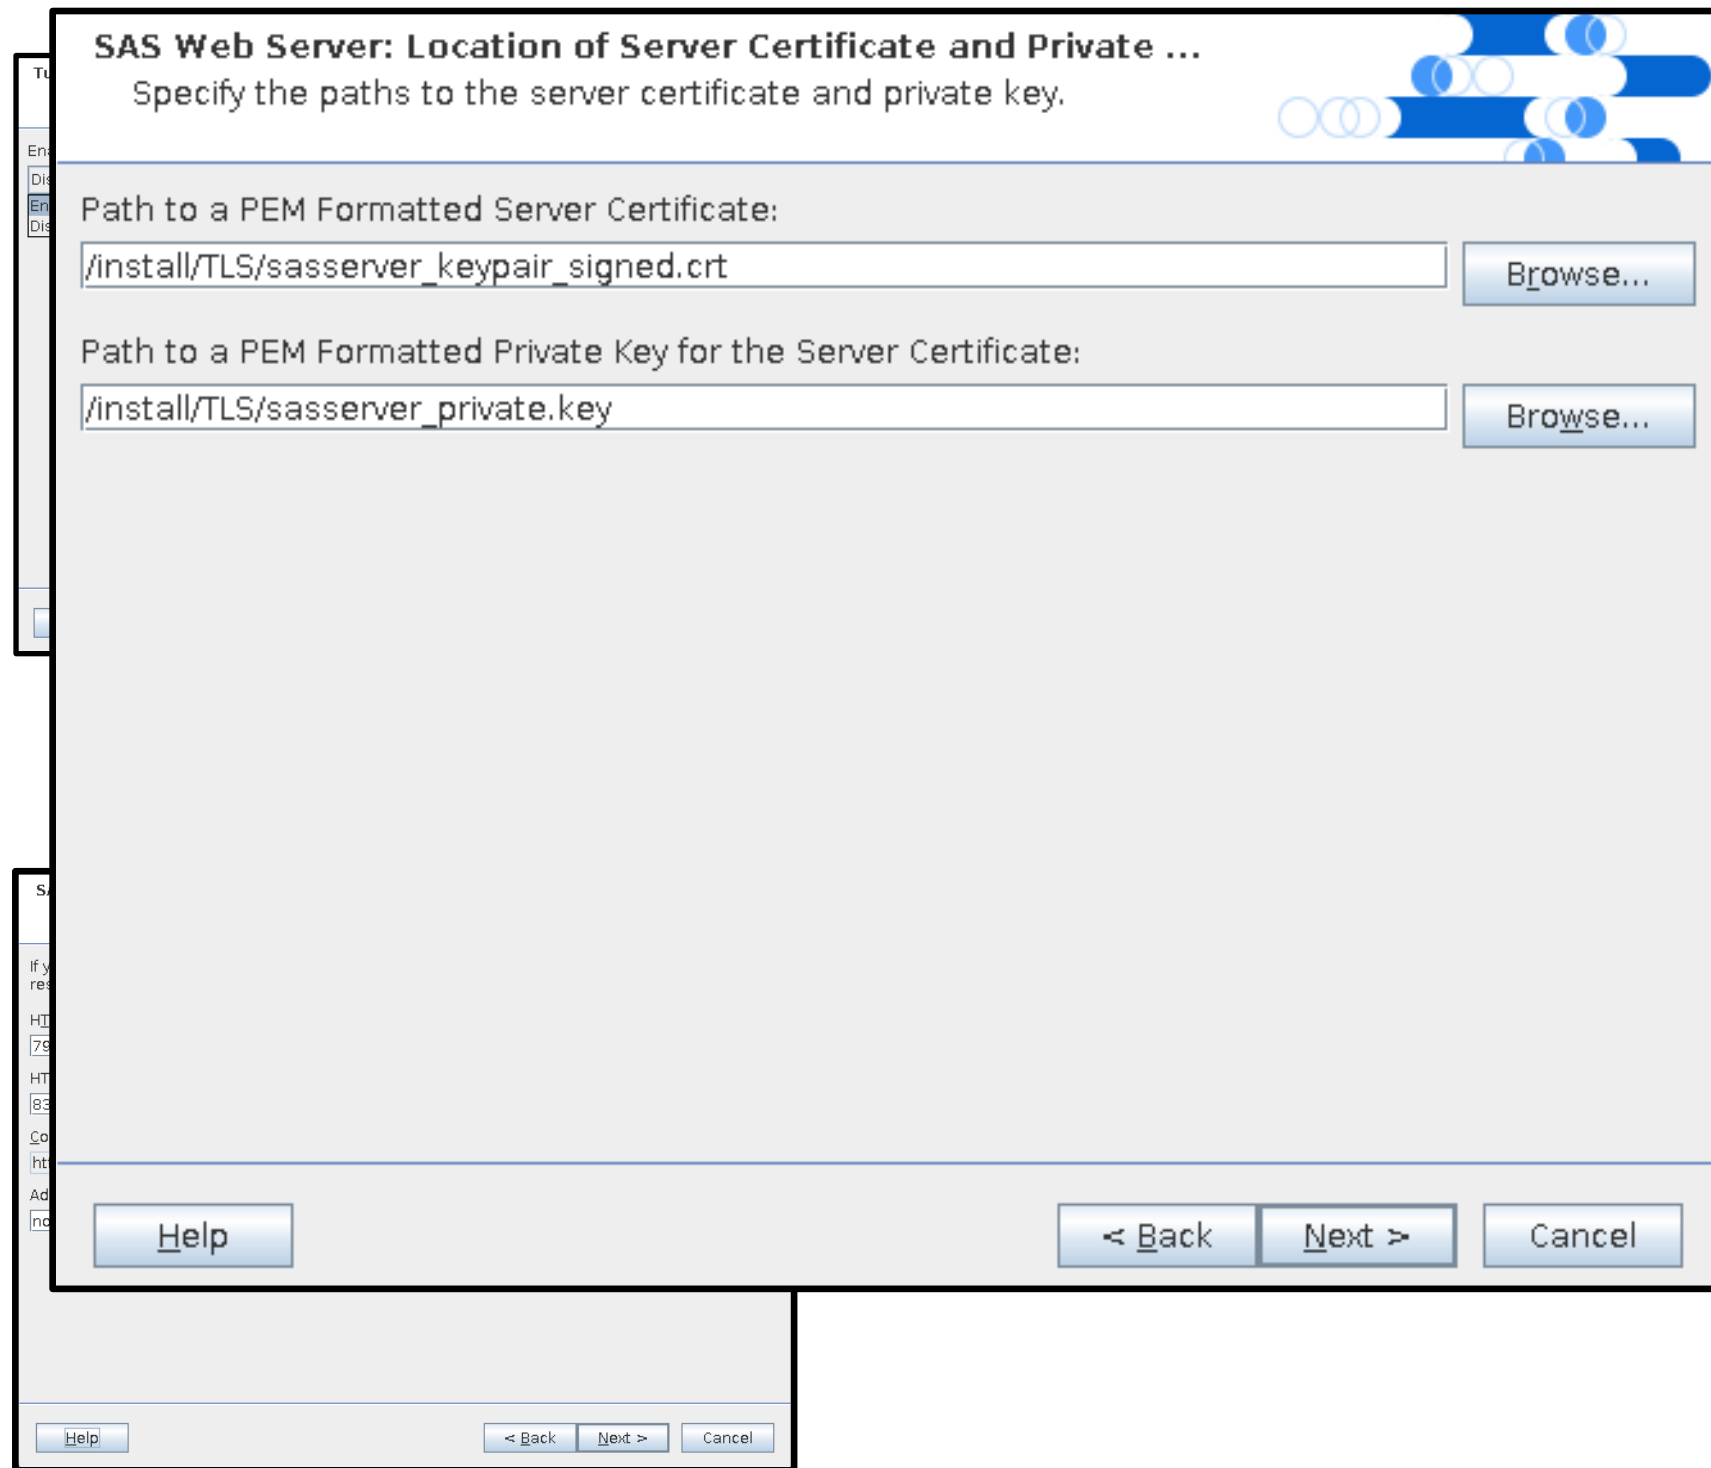 SAS Web Server: Location of Server Certificate and Private ...
Specify the paths to the server certificate and private key.
Path to a PEM Formatted Server Certificate:
/install/TLS/sasserver_keypair_signed.crt
Browse...
Path to a PEM Formatted Private Key for the Server Certificate:
/install/TLS/sasserver_private.key
Browse...
Help
< Back
Next >
Cancel
If y
Help
< Back
Next >
Cancel